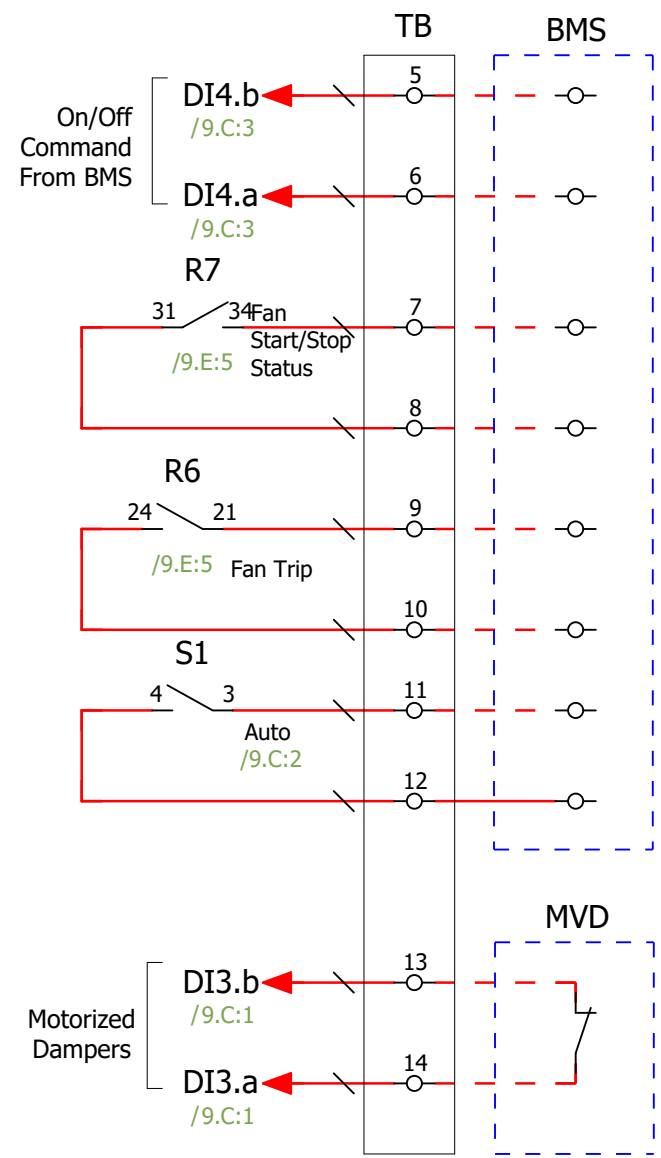 TB
BMS
On/Off
Command
From BMS
DI4.b
/9.C:3
5
DI4.a
/9.C:3
6
R7
31
34
Fan
Start/Stop
Status
/9.E:5
7
8
R6
24
21
/9.E:5
Fan Trip
9
10
S1
4
3
Auto
/9.C:2
11
12
MVD
Motorized
Dampers
DI3.b
/9.C:1
13
DI3.a
/9.C:1
14